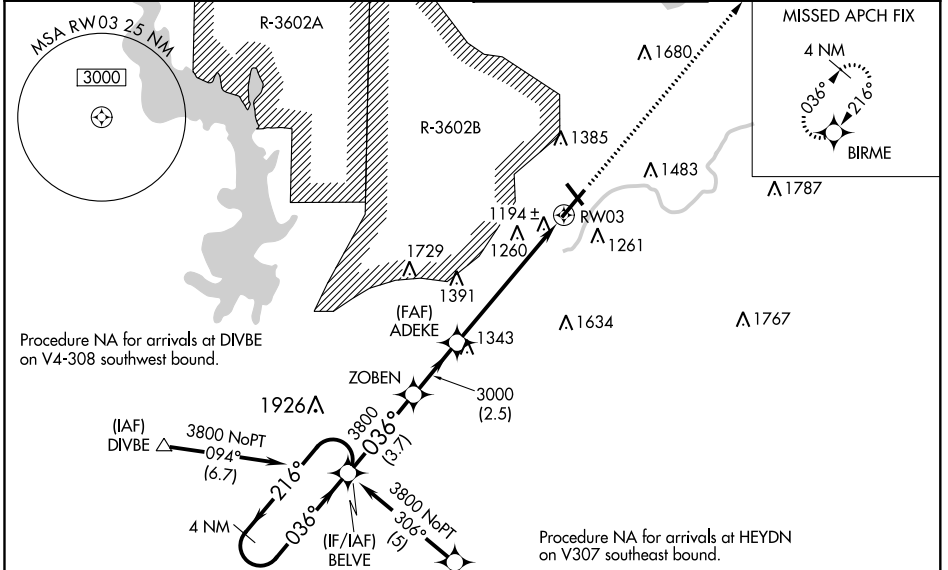 MSA RW03 25 NM
3000
R-3602A
R-3602B
1680
MISSED APCH FIX
4 NM
036°
216°
BIRME
1385
1483
1787
1194 ±
RW03
1260
1261
1729
1391
(FAF)
ADEKE
1343
1634
1767
Procedure NA for arrivals at DIVBE
on V4-308 southwest bound.
ZOBEN
3000
(2.5)
1926
3800
036°
(3.7)
(IAF)
DIVBE
3800 NoPT
094°
(6.7)
216°
036°
4 NM
(IF/IAF)
BELVE
3800 NoPT
306°
(5)
Procedure NA for arrivals at HEYDN
on V307 southeast bound.